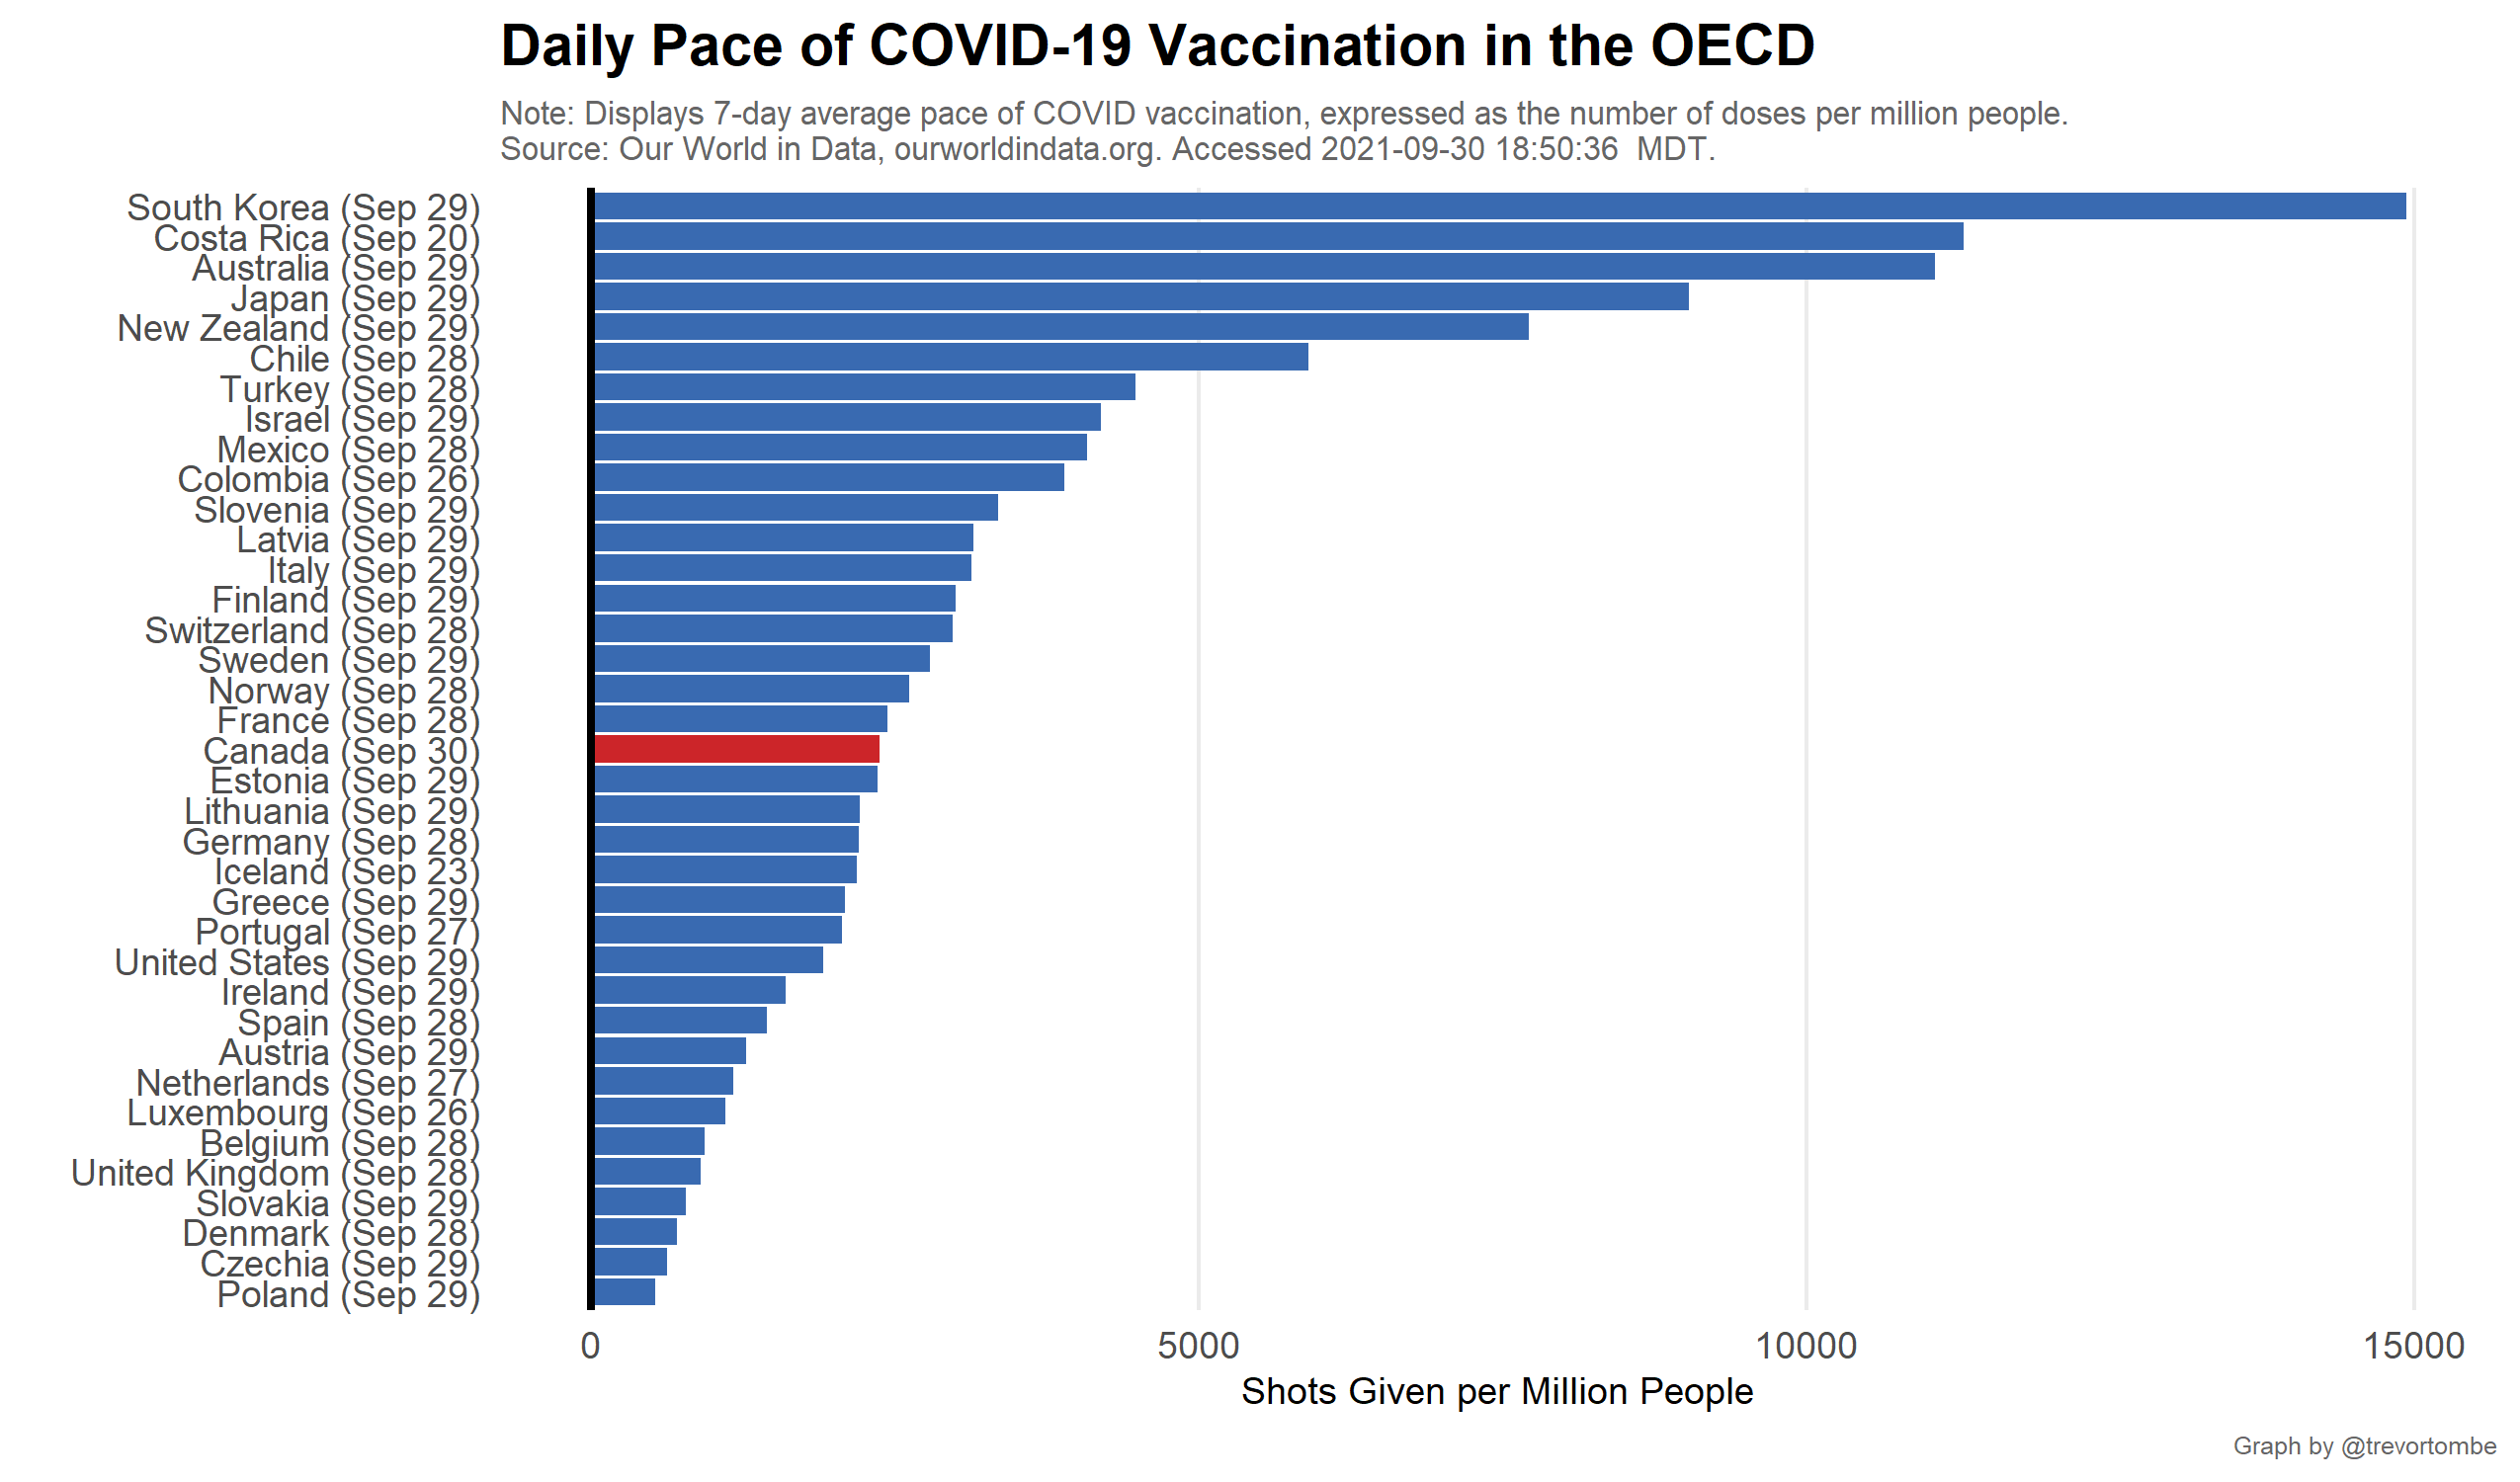 Daily Pace of COVID-19 Vaccination in the OECD
Note: Displays 7-day average pace of COVID vaccination, expressed as the number of doses per million people.
Source: Our World in Data, ourworldindata.org. Accessed 2021-09-30 18:50:36  MDT.
South Korea (Sep 29)
Costa Rica (Sep 20)
Australia (Sep 29)
Japan (Sep 29)
New Zealand (Sep 29)
Chile (Sep 28)
Turkey (Sep 28)
Israel (Sep 29)
Mexico (Sep 28)
Colombia (Sep 26)
Slovenia (Sep 29)
Latvia (Sep 29)
Italy (Sep 29)
Finland (Sep 29)
Switzerland (Sep 28)
Sweden (Sep 29)
Norway (Sep 28)
France (Sep 28)
Canada (Sep 30)
Estonia (Sep 29)
Lithuania (Sep 29)
Germany (Sep 28)
Iceland (Sep 23)
Greece (Sep 29)
Portugal (Sep 27)
United States (Sep 29)
Ireland (Sep 29)
Spain (Sep 28)
Austria (Sep 29)
Netherlands (Sep 27)
Luxembourg (Sep 26)
Belgium (Sep 28)
United Kingdom (Sep 28)
Slovakia (Sep 29)
Denmark (Sep 28)
Czechia (Sep 29)
Poland (Sep 29)
0 5000 10000 15000
Shots Given per Million People
Graph by @trevortombe